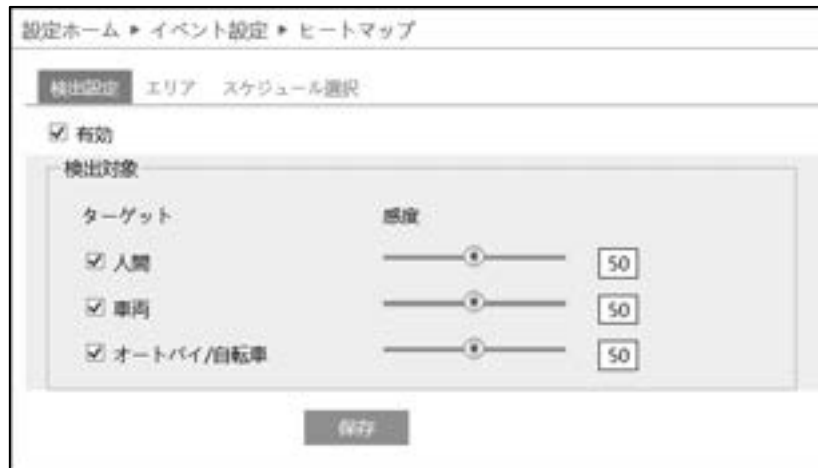 設定ホーム ▶ イベント設定 ▶ ヒートマップ
検出設定 エリア スケジュール選択
有効
検出対象
ターゲット 感度
人間 50
車両 50
オートバイ/自転車 50
保存